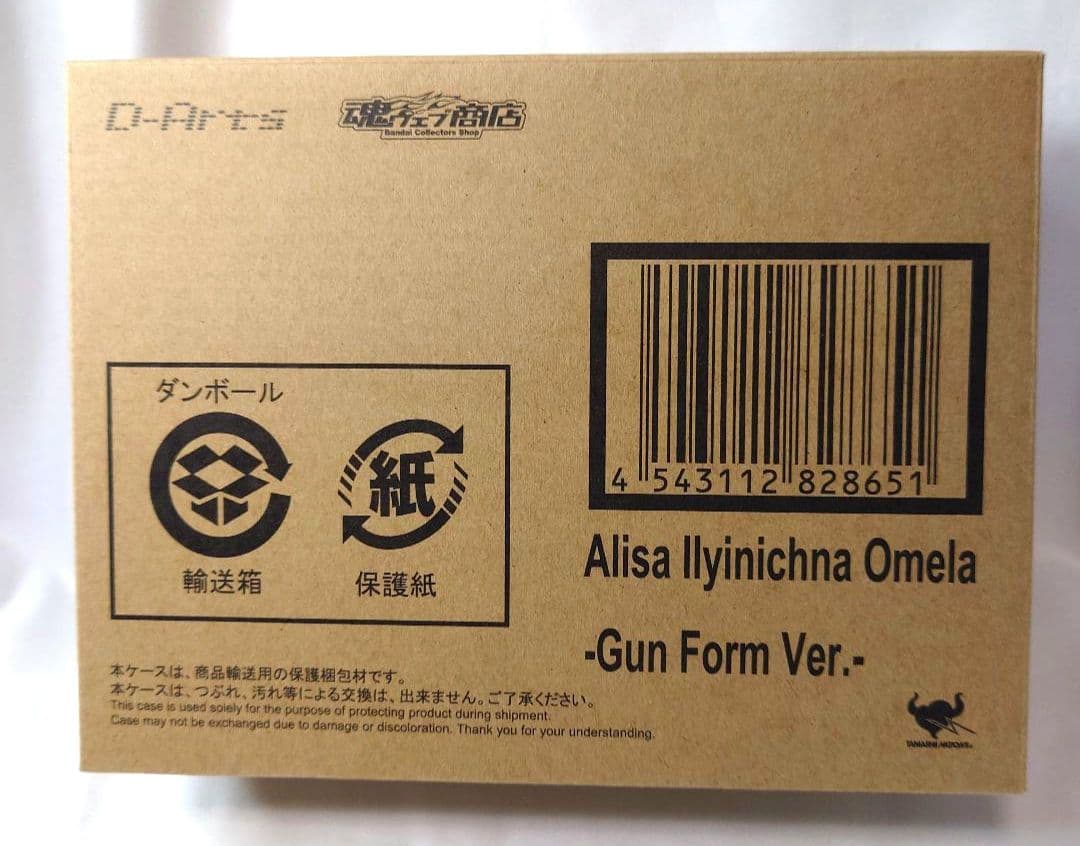 D-Arts
魂ウェブ商店
Bandai Collectors Shop
4 543112 828651
Alisa Ilyinichna Omela
-Gun Form Ver.-
ダンボール
紙
輸送箱
保護紙
本ケースは、商品輸送用の保護梱包材です。
本ケースは、つぶれ、汚れ等による交換は、出来ません。ご了承ください。
This case is used solely for the purpose of protecting product during shipment.
Case may not be exchanged due to damage or discoloration. Thank you for your understanding.
TAMASHII NATIONS